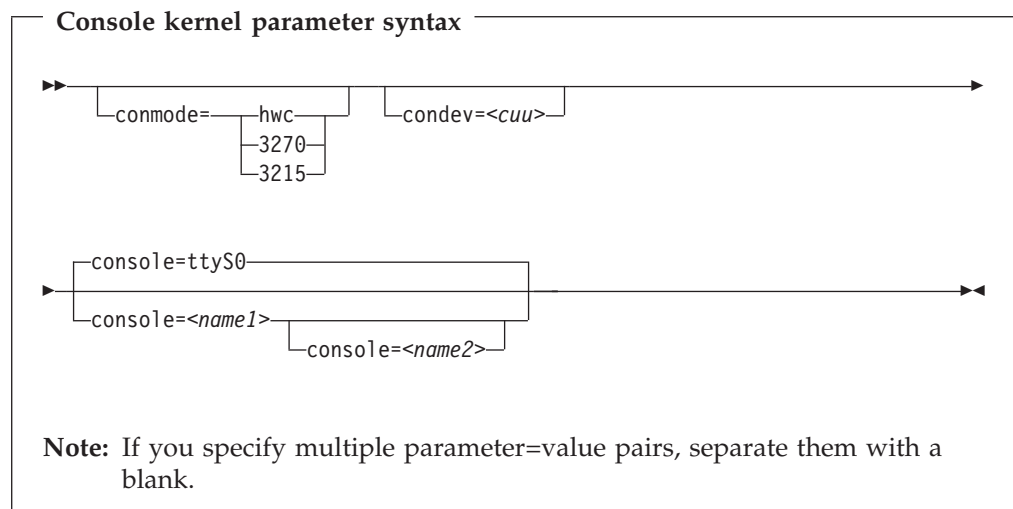 Console kernel parameter syntax
conmode= hwc condev=<cuu>
3270
3215
console=ttyS0
console=<name1>
console=<name2>
Note: If you specify multiple parameter=value pairs, separate them with a
blank.